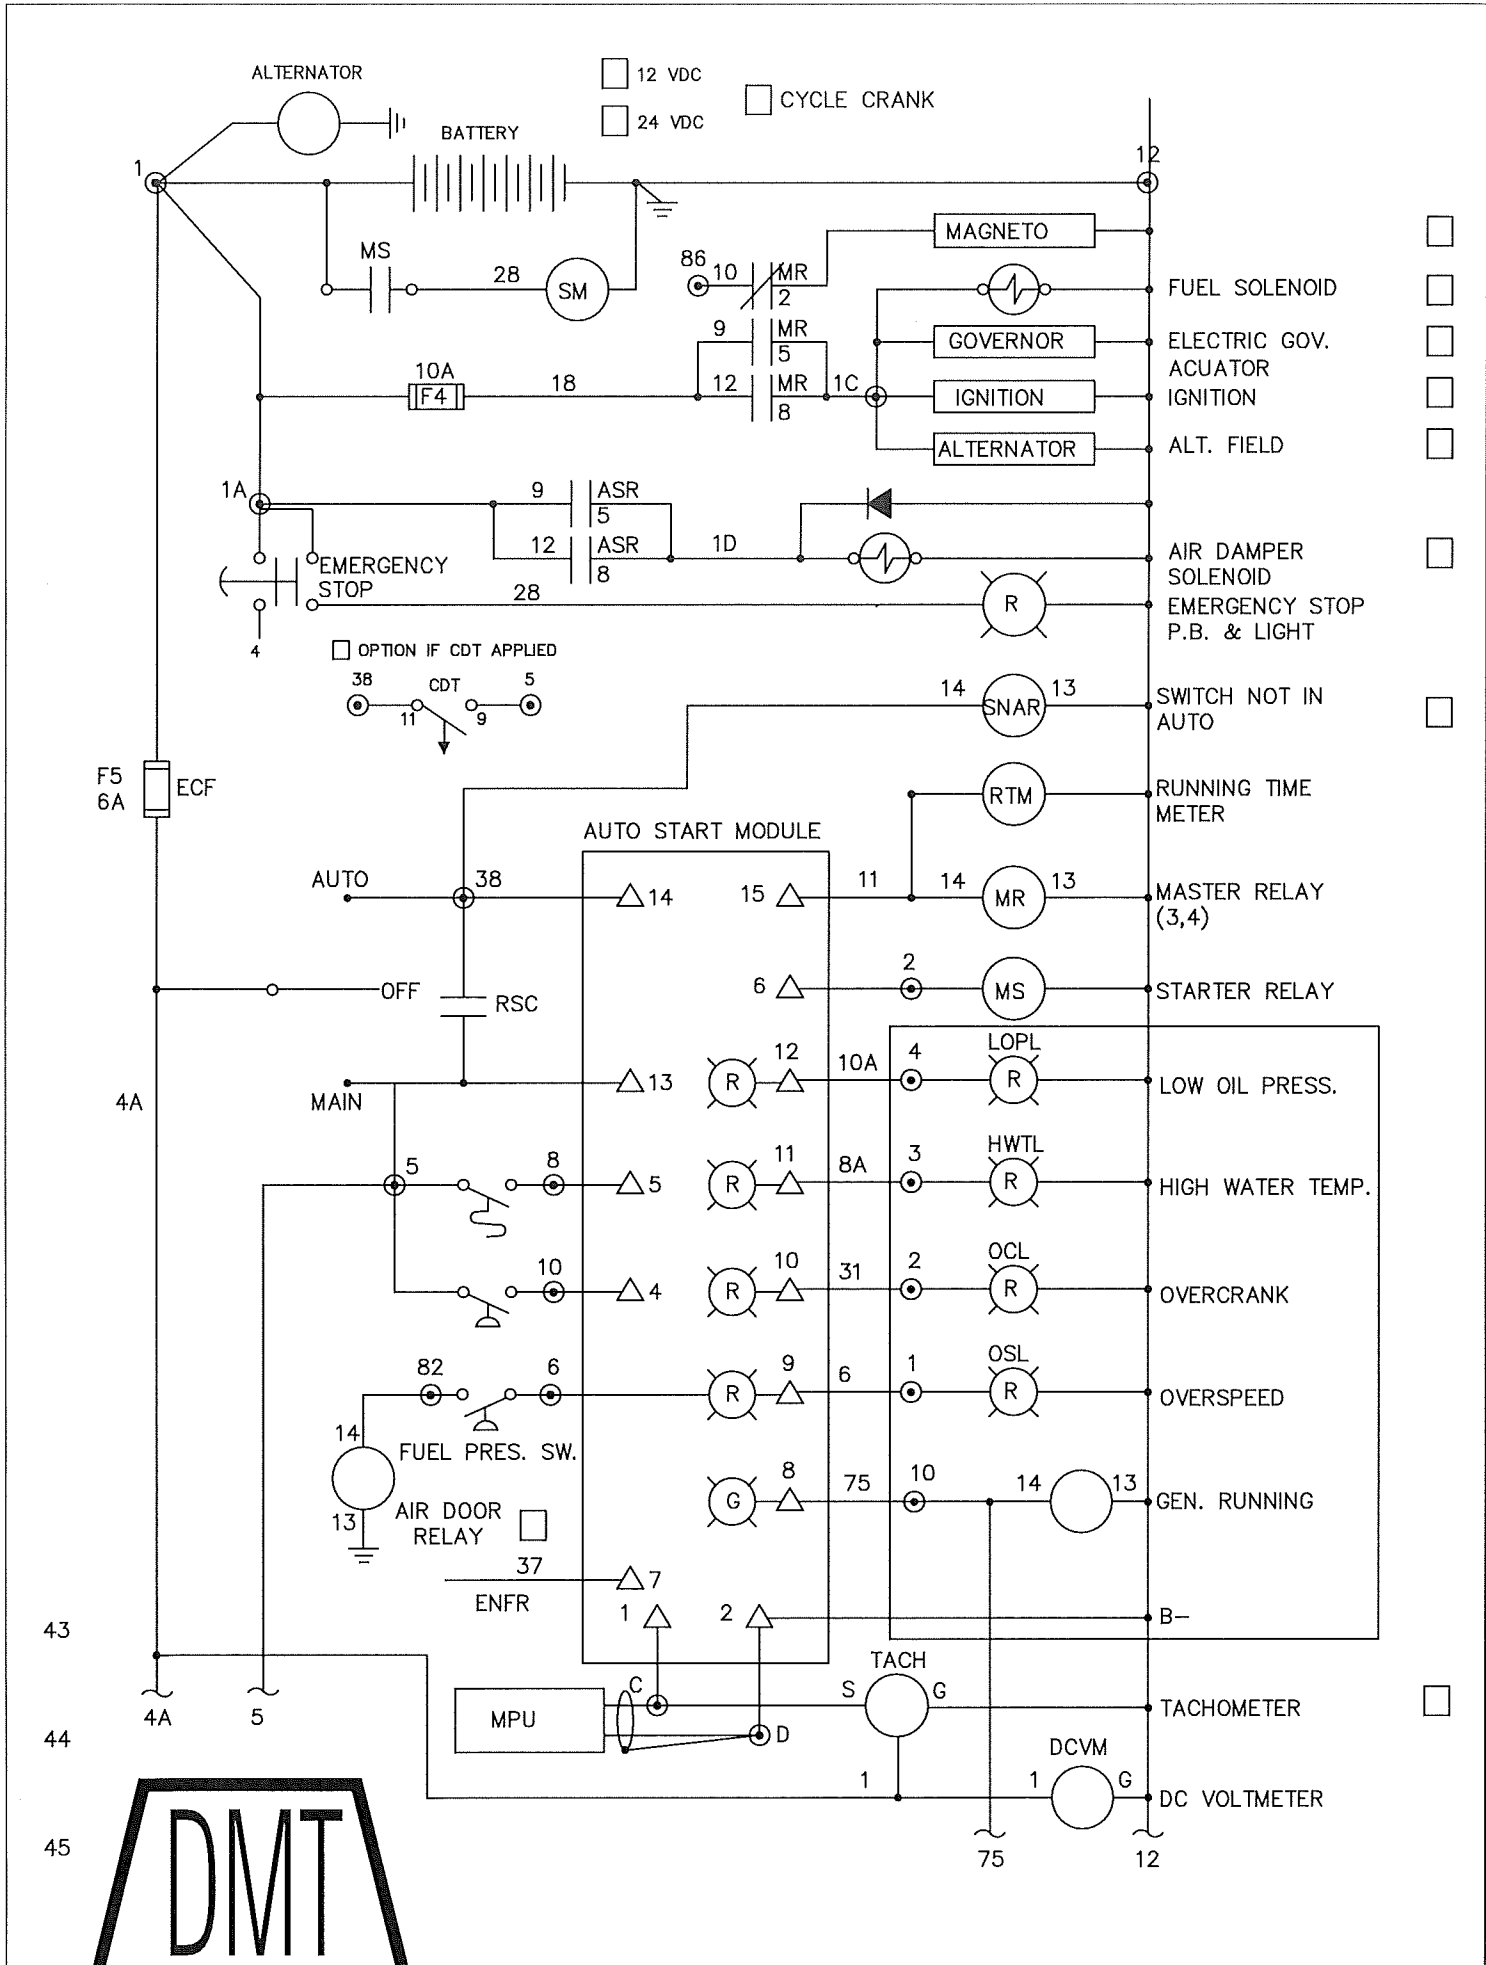 ALTERNATOR
12 VDC
24 VDC
CYCLE CRANK
BATTERY
1
12
MAGNETO
MS
28
SM
86
10
MR
2
FUEL SOLENOID
9
MR
5
GOVERNOR
ELECTRIC GOV.
ACUATOR
10A
F4
18
12
MR
8
1C
IGNITION
IGNITION
ALTERNATOR
ALT. FIELD
1A
9
ASR
5
12
ASR
8
1D
AIR DAMPER
SOLENOID
EMERGENCY
STOP
28
R
EMERGENCY STOP
P.B. & LIGHT
4
OPTION IF CDT APPLIED
38
CDT
5
11
9
14
SNAR
13
SWITCH NOT IN
AUTO
F5
6A
ECF
RTM
RUNNING TIME
METER
AUTO START MODULE
AUTO
38
14
15
11
14
MR
13
MASTER RELAY
(3,4)
OFF
RSC
6
2
MS
STARTER RELAY
4A
MAIN
13
R
12
10A
4
LOPL
R
LOW OIL PRESS.
5
8
5
R
11
8A
3
HWTL
R
HIGH WATER TEMP.
10
4
R
10
31
2
OCL
R
OVERCRANK
82
6
R
9
6
1
OSL
R
OVERSPEED
14
FUEL PRES. SW.
13
AIR DOOR
RELAY
G
8
75
10
14
13
GEN. RUNNING
37
ENFR
7
1
2
B-
43
4A
5
MPU
C
D
S
TACH
G
TACHOMETER
44
1
DCVM
1
G
DC VOLTMETER
45
75
12
DMT